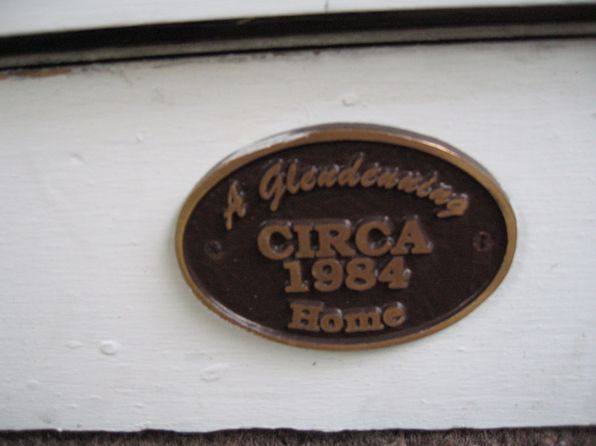 A Glendenning
CIRCA
1984
Home